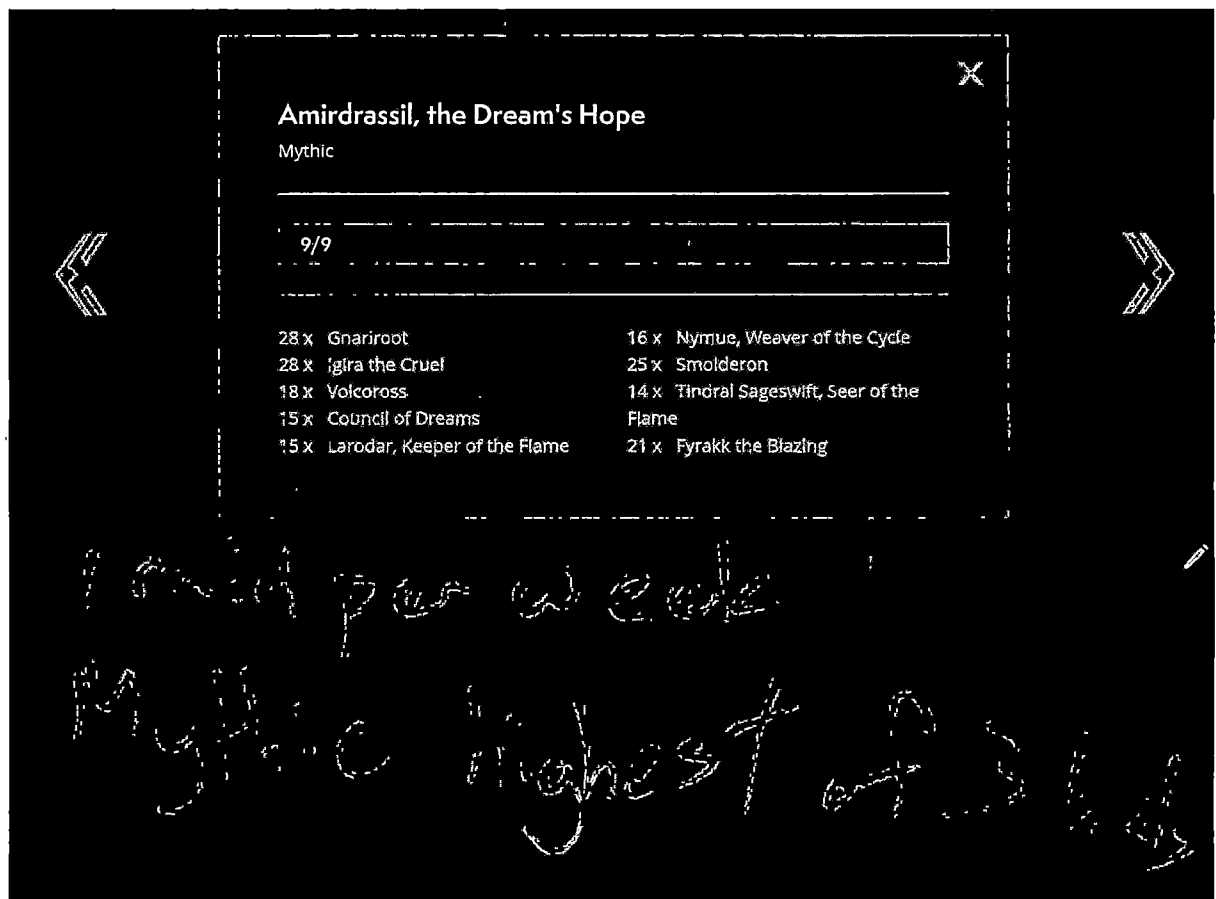 Amirdrassil, the Dream's Hope
Mythic
9/9
28 x Gnarlroot
28 x Igira the Cruel
18 x Volcoross
15 x Council of Dreams
15 x Larodar, Keeper of the Flame
16 x Nymue, Weaver of the Cycle
25 x Smolderon
14 x Tindral Sageswift, Seer of the
Flame
21 x Fyrakk the Blazing
1 raid per week
Mythic highest